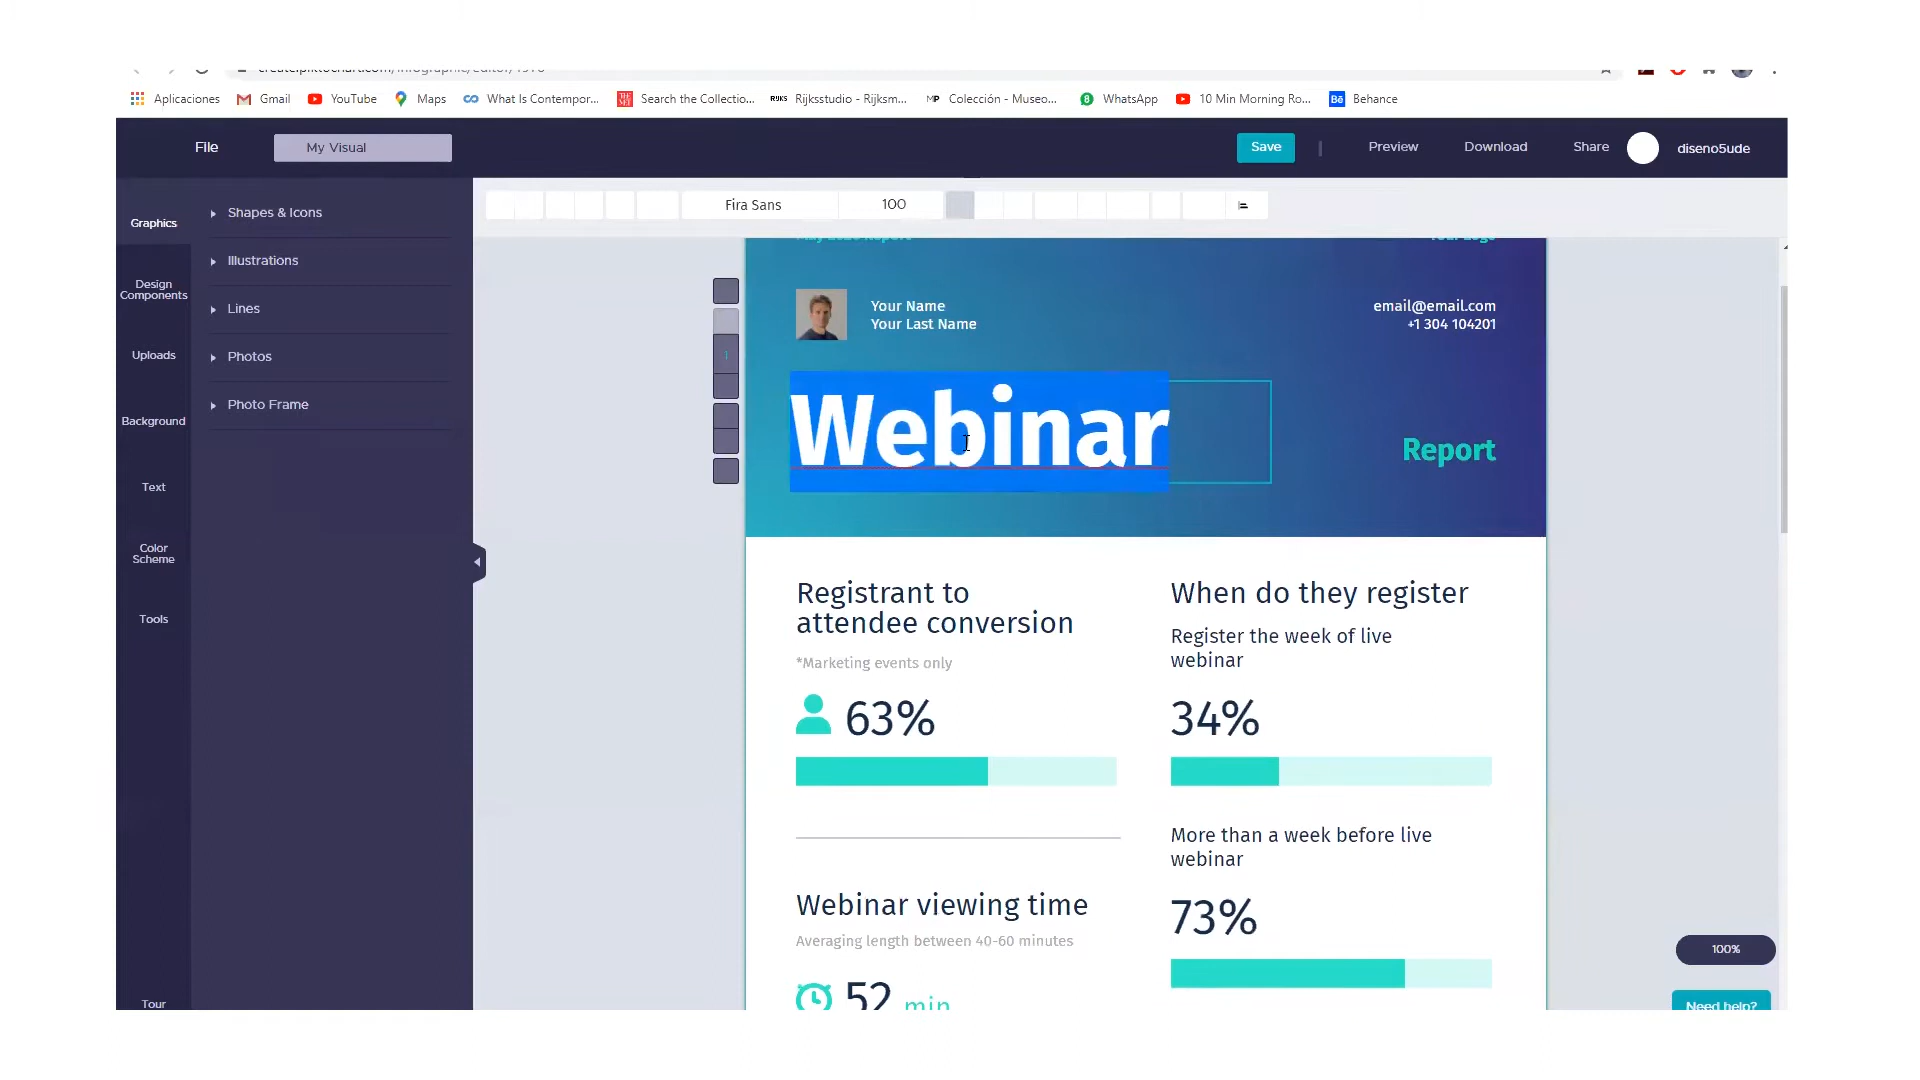 Aplicaciones Gmail YouTube Maps What Is Contempor... Search the Collectio... Rijksstudio - Rijksm... Colección - Museo... WhatsApp 10 Min Morning Ro... Behance
File My Visual Save Preview Download Share diseno5ude
Fira Sans 100
Graphics
Shapes & Icons
Illustrations
Lines
Photos
Photo Frame
Design
Components
Uploads
Background
Text
Color
Scheme
Tools
Tour
Your Name
Your Last Name
email@email.com
+1 304 104201
Webinar
Report
Registrant to
attendee conversion
*Marketing events only
63%
Webinar viewing time
Averaging length between 40-60 minutes
52 min
When do they register
Register the week of live
webinar
34%
More than a week before live
webinar
73%
100%
Need help?